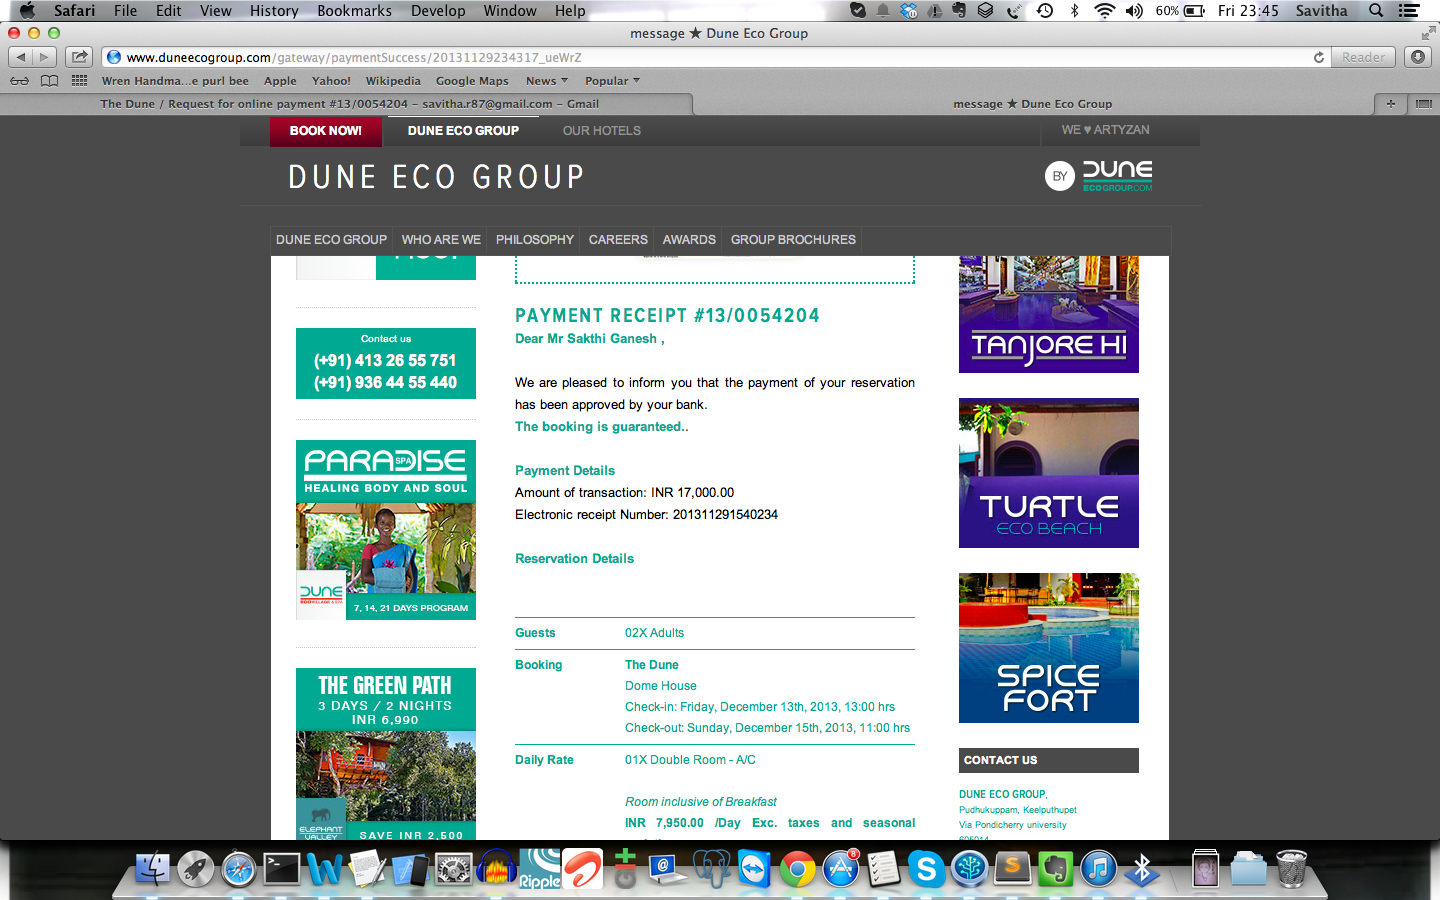 Safari File Edit View History Bookmarks Develop Window Help 60% Fri 23:45 Savitha
message ★ Dune Eco Group
www.duneecogroup.com/gateway/paymentSuccess/20131129234317_ueWrZ
Reader
Wren Handma...e purl bee Apple Yahoo! Wikipedia Google Maps News Popular
The Dune / Request for online payment #13/0054204 – savitha.r87@gmail.com – Gmail
message ★ Dune Eco Group
BOOK NOW! DUNE ECO GROUP OUR HOTELS WE ♥ ARTYZAN
DUNE ECO GROUP
BY DUNE
ECOGROUP.COM
DUNE ECO GROUP WHO ARE WE PHILOSOPHY CAREERS AWARDS GROUP BROCHURES
Contact us
(+91) 413 26 55 751
(+91) 936 44 55 440
PARADISE
SPA
HEALING BODY AND SOUL
DUNE
ECOVILLAGE & SPA
7, 14, 21 DAYS PROGRAM
THE GREEN PATH
3 DAYS / 2 NIGHTS
INR 6,990
ELEPHANT
VALLEY
SAVE INR 2,500
PAYMENT RECEIPT #13/0054204
Dear Mr Sakthi Ganesh ,
We are pleased to inform you that the payment of your reservation
has been approved by your bank.
The booking is guaranteed..
Payment Details
Amount of transaction: INR 17,000.00
Electronic receipt Number: 201311291540234
Reservation Details
Guests 02X Adults
Booking The Dune
Dome House
Check-in: Friday, December 13th, 2013, 13:00 hrs
Check-out: Sunday, December 15th, 2013, 11:00 hrs
Daily Rate 01X Double Room - A/C
Room inclusive of Breakfast
INR 7,950.00 /Day Exc. taxes and seasonal
TANJORE HI
TURTLE
ECO BEACH
SPICE
FORT
CONTACT US
DUNE ECO GROUP,
Pudhukuppam, Keelputhupet
Via Pondicherry university
605014
Ripple
airtel
8